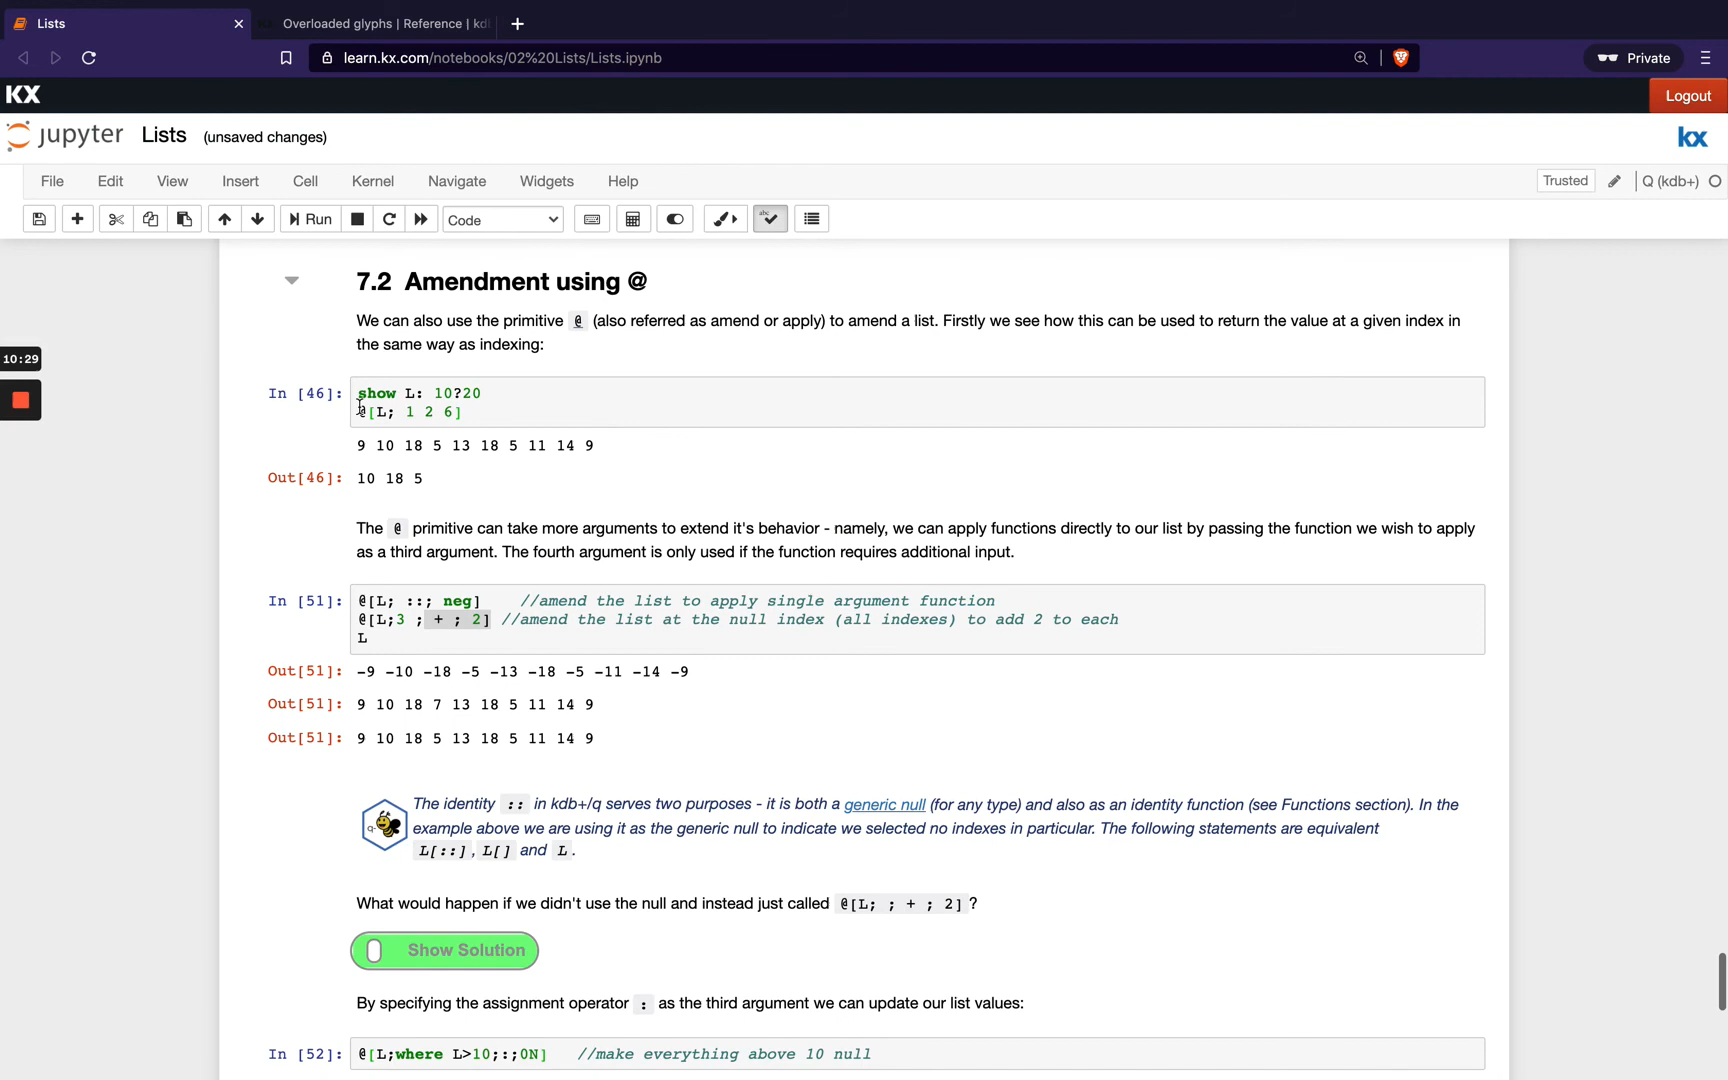 Lists
Overloaded glyphs | Reference | kd
learn.kx.com/notebooks/02%20Lists/Lists.ipynb
Private
KX
Logout
jupyter Lists (unsaved changes)
kx
File Edit View Insert Cell Kernel Navigate Widgets Help
Trusted
Q (kdb+)
Run
Code
abc
7.2 Amendment using @
We can also use the primitive @ (also referred as amend or apply) to amend a list. Firstly we see how this can be used to return the value at a given index in
the same way as indexing:
10:29
In [46]: show L: 10?20
@[L; 1 2 6]
9 10 18 5 13 18 5 11 14 9
Out[46]: 10 18 5
The @ primitive can take more arguments to extend it's behavior - namely, we can apply functions directly to our list by passing the function we wish to apply
as a third argument. The fourth argument is only used if the function requires additional input.
In [51]: @[L; ::; neg] //amend the list to apply single argument function
@[L;3 ; + ; 2] //amend the list at the null index (all indexes) to add 2 to each
L
Out[51]: -9 -10 -18 -5 -13 -18 -5 -11 -14 -9
Out[51]: 9 10 18 7 13 18 5 11 14 9
Out[51]: 9 10 18 5 13 18 5 11 14 9
The identity :: in kdb+/q serves two purposes - it is both a generic null (for any type) and also as an identity function (see Functions section). In the
example above we are using it as the generic null to indicate we selected no indexes in particular. The following statements are equivalent
L[::], L[] and L.
What would happen if we didn't use the null and instead just called @[L; ; + ; 2] ?
Show Solution
By specifying the assignment operator : as the third argument we can update our list values:
In [52]: @[L;where L>10;:;0N] //make everything above 10 null